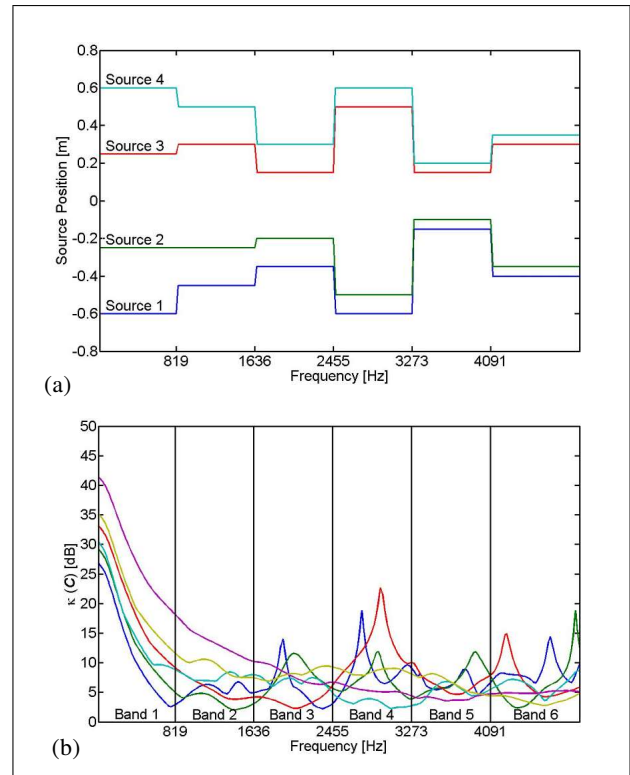 0.8
0.6
0.4
0.2
0
-0.2
-0.4
-0.6
-0.8
Source Position [m]
Source 4
Source 3
Source 2
Source 1
819 1636 2455 3273 4091
Frequency [Hz]
(a)
50
45
40
35
30
25
20
15
10
5
0
κ (C) [dB]
Band 1 Band 2 Band 3 Band 4 Band 5 Band 6
819 1636 2455 3273 4091
Frequency [Hz]
(b)